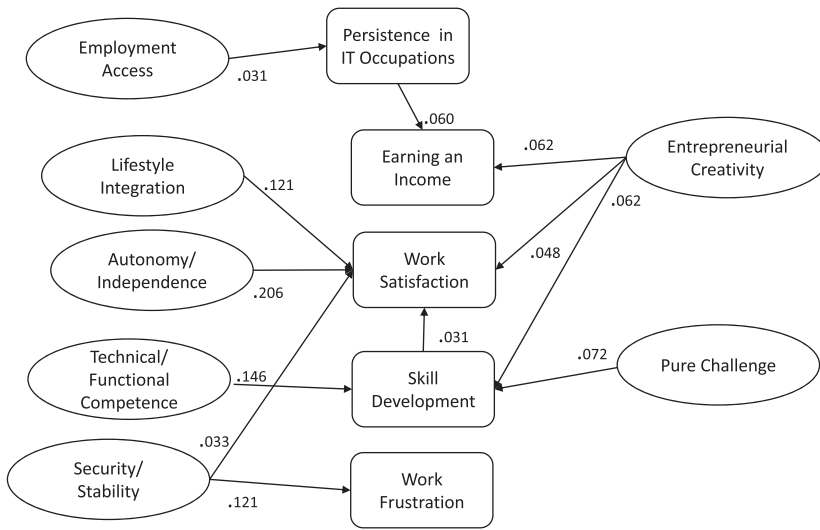 Employment
Access
.031
Persistence in
IT Occupations
.060
Lifestyle
Integration
.121
Earning an
Income
.062
Entrepreneurial
Creativity
.062
Autonomy/
Independence
.206
Work
Satisfaction
.048
Technical/
Functional
Competence
.146
.031
Skill
Development
.072
Pure Challenge
Security/
Stability
.033
.121
Work
Frustration